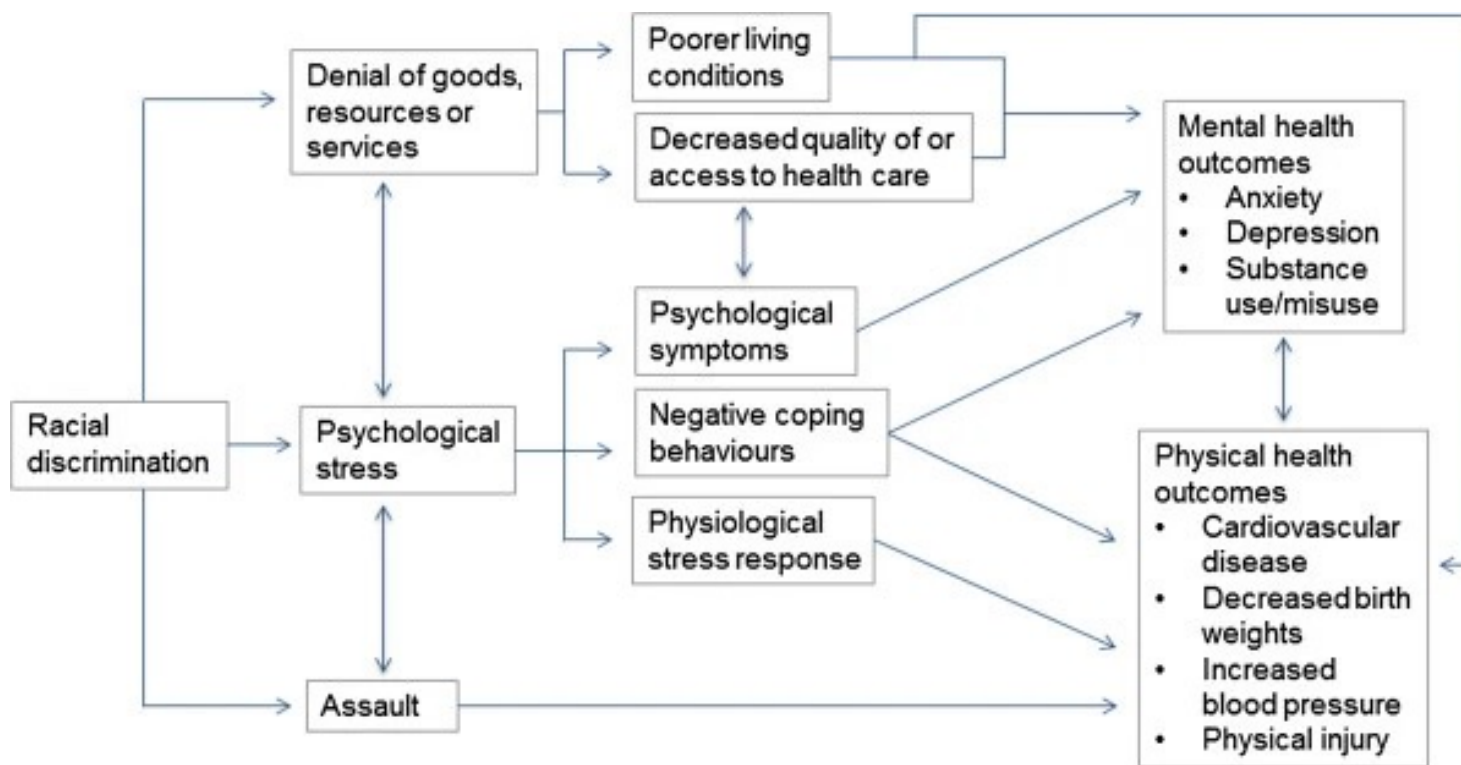 Poorer living
conditions
Denial of goods,
resources or
services
Decreased quality of or
access to health care
Mental health
outcomes
• Anxiety
• Depression
• Substance
use/misuse
Psychological
symptoms
Racial
discrimination
Psychological
stress
Negative coping
behaviours
Physiological
stress response
Physical health
outcomes
• Cardiovascular
disease
• Decreased birth
weights
• Increased
blood pressure
• Physical injury
Assault